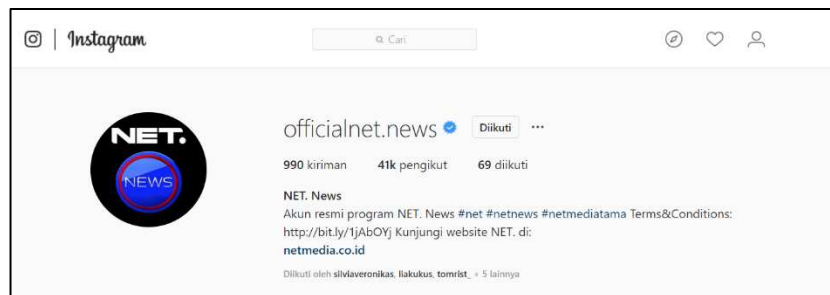 Instagram
Cari
NET.
NEWS
officialnet.news Diikuti ...
990 kiriman 41k pengikut 69 diikuti
NET. News
Akun resmi program NET. News #net #netnews #netmediatama Terms&Conditions:
http://bit.ly/1jAbOYj Kunjungi website NET. di:
netmedia.co.id
Diikuti oleh silviaveronikas, liakukus, tomrist_ + 5 lainnya